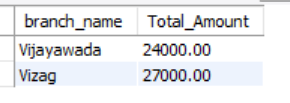 branch_name Total_Amount
Vijayawada 24000.00
Vizag 27000.00